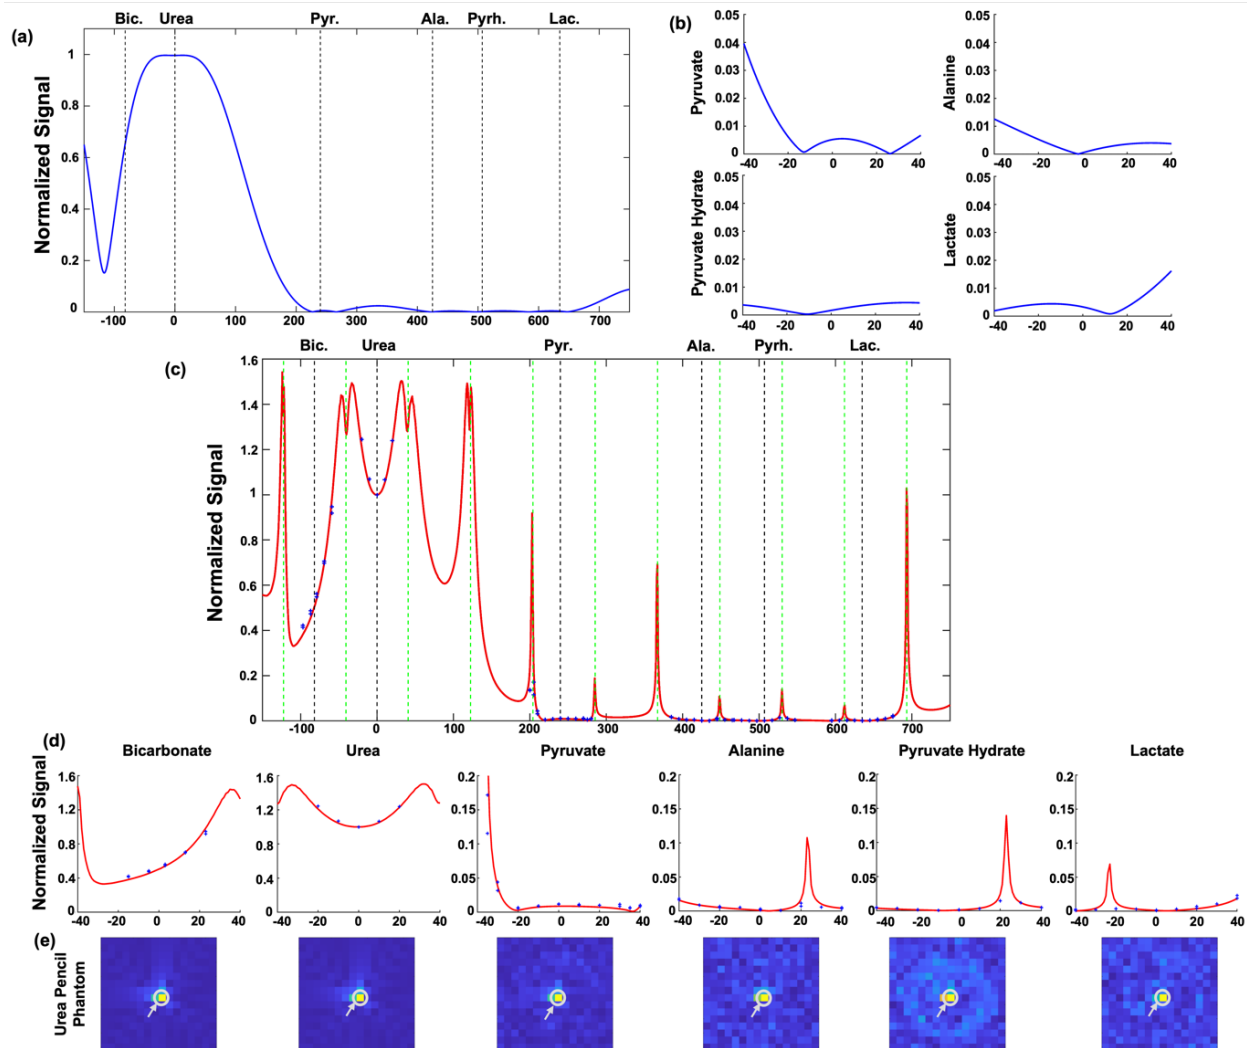 (a)
Bic. Urea Pyr. Ala. Pyrh. Lac.
Normalized Signal
1
0.8
0.6
0.4
0.2
0
-100 0 100 200 300 400 500 600 700
(b)
Pyruvate
0.05
0.04
0.03
0.02
0.01
0
-40 -20 0 20 40
Alanine
0.05
0.04
0.03
0.02
0.01
0
-40 -20 0 20 40
Pyruvate Hydrate
0.05
0.04
0.03
0.02
0.01
0
-40 -20 0 20 40
Lactate
0.05
0.04
0.03
0.02
0.01
0
-40 -20 0 20 40
(c)
Bic. Urea Pyr. Ala. Pyrh. Lac.
Normalized Signal
1.6
1.4
1.2
1
0.8
0.6
0.4
0.2
0
-100 0 100 200 300 400 500 600 700
(d)
Normalized Signal
Bicarbonate
1.6
1.2
0.8
0.4
0
-40 -20 0 20 40
Urea
1.6
1.2
0.8
0.4
0
-40 -20 0 20 40
Pyruvate
0.2
0.15
0.1
0.05
0
-40 -20 0 20 40
Alanine
0.2
0.15
0.1
0.05
0
-40 -20 0 20 40
Pyruvate Hydrate
0.2
0.15
0.1
0.05
0
-40 -20 0 20 40
Lactate
0.2
0.15
0.1
0.05
0
-40 -20 0 20 40
(e)
Urea Pencil
Phantom